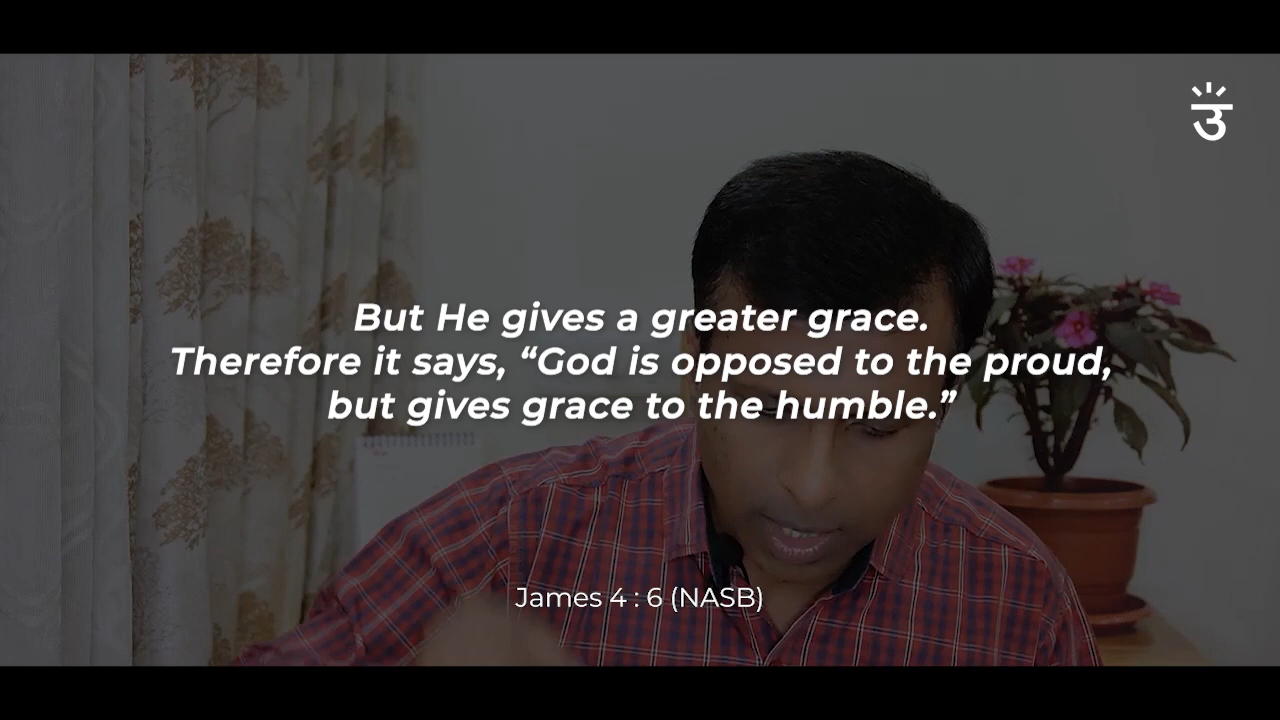 उ
But He gives a greater grace.
Therefore it says, “God is opposed to the proud,
but gives grace to the humble.”
James 4 : 6 (NASB)